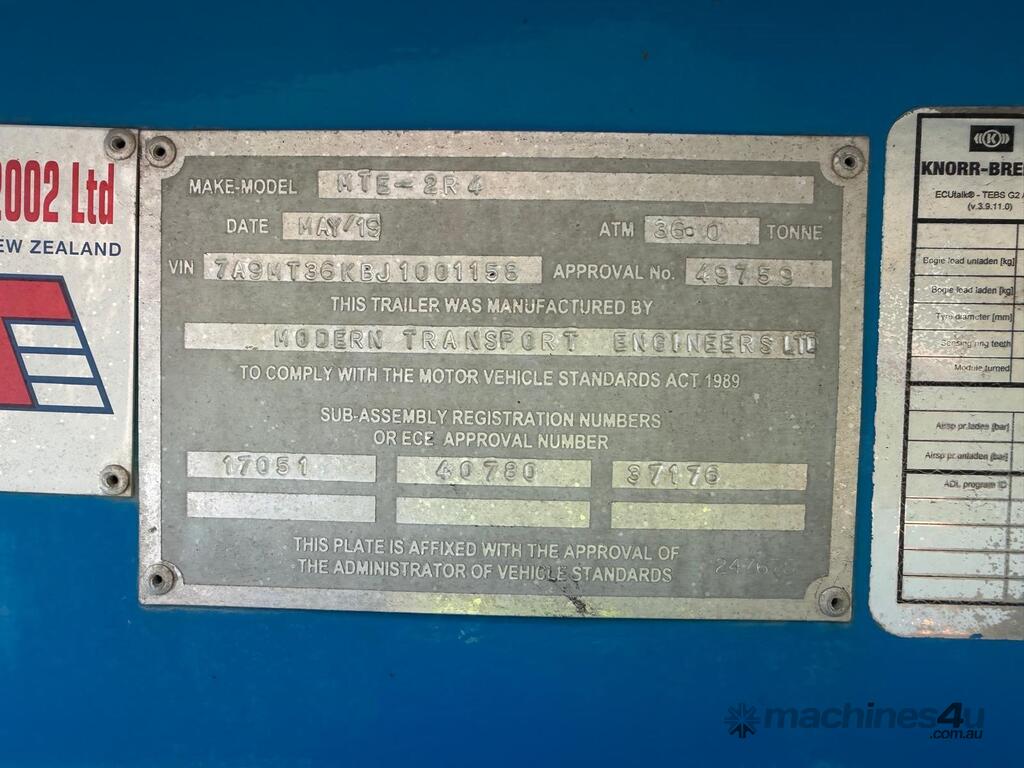 2002 Ltd
EW ZEALAND
MAKE-MODEL MTE-2R4
DATE MAY/19 ATM 36.0 TONNE
VIN 7A9MT36KBJ1001156 APPROVAL No. 49759
THIS TRAILER WAS MANUFACTURED BY
MODERN TRANSPORT ENGINEERS LTD
TO COMPLY WITH THE MOTOR VEHICLE STANDARDS ACT 1989
SUB-ASSEMBLY REGISTRATION NUMBERS
OR ECE APPROVAL NUMBER
17051 40780 37176
THIS PLATE IS AFFIXED WITH THE APPROVAL OF
THE ADMINISTRATOR OF VEHICLE STANDARDS
KNORR-BRE
ECUtalk® - TEBS G2
(v.3.9.11.0)
Bogie load unladen [kg]
Bogie load laden [kg]
Tyre diameter [mm]
Sensing ring teeth
Module turned
Airsp pr.laden [bar]
Airsp pr.unladen [bar]
ADL program ID
machines4u
.com.au